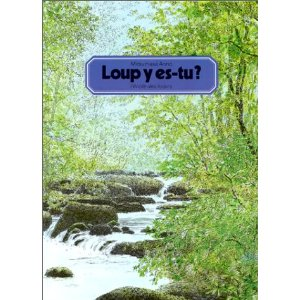 Mitsumasa Anno
Loup y es-tu?
l'école des loisirs